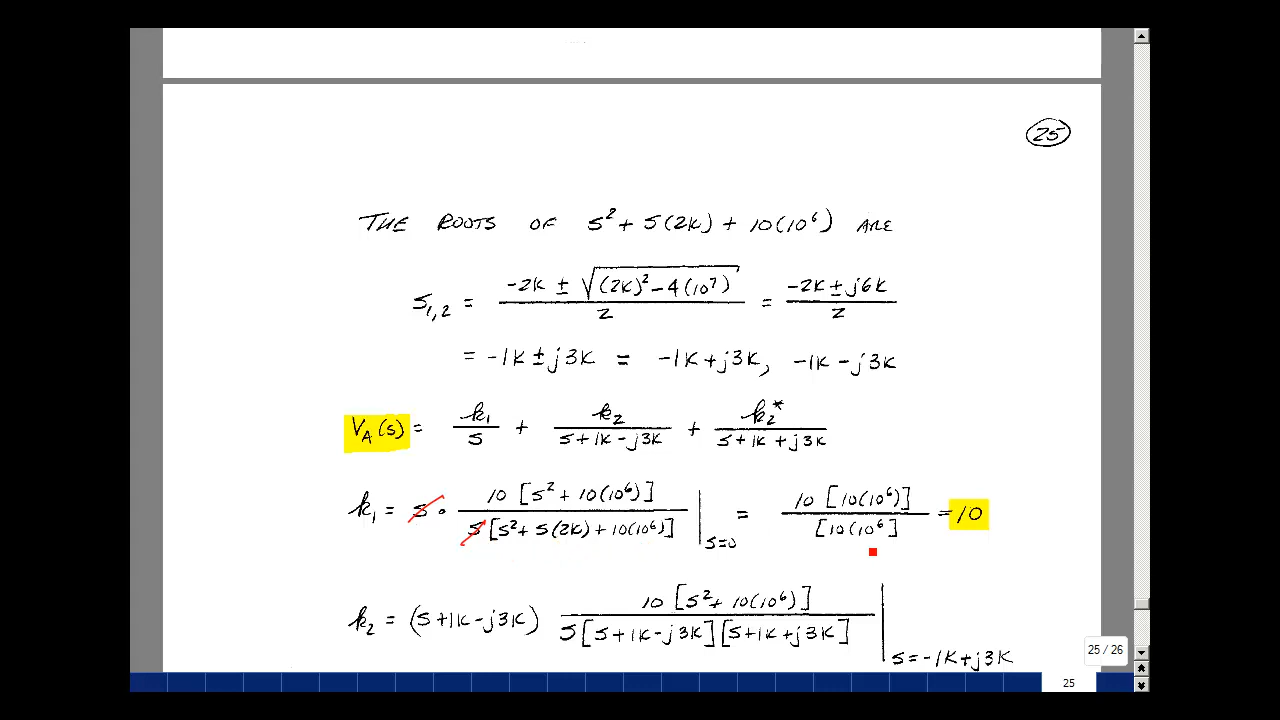 25
THE ROOTS OF s² + s(2K) + 10(10⁶) ARE
s₁,₂ = (-2K ± √((2K)² - 4(10⁷))) / 2 = (-2K ± j6K) / 2
= -1K ± j3K = -1K + j3K, -1K - j3K
V_A(s) = k₁ / s + k₂ / (s + 1K - j3K) + k₂* / (s + 1K + j3K)
k₁ = s · 10 [s² + 10(10⁶)] / s[s² + s(2K) + 10(10⁶)] |s=0 = 10 [10(10⁶)] / [10(10⁶] = 10
k₂ = (s + 1K - j3K) 10 [s² + 10(10⁶)] / s[s + 1K - j3K][s + 1K + j3K] |s = -1K + j3K
25 / 26
25